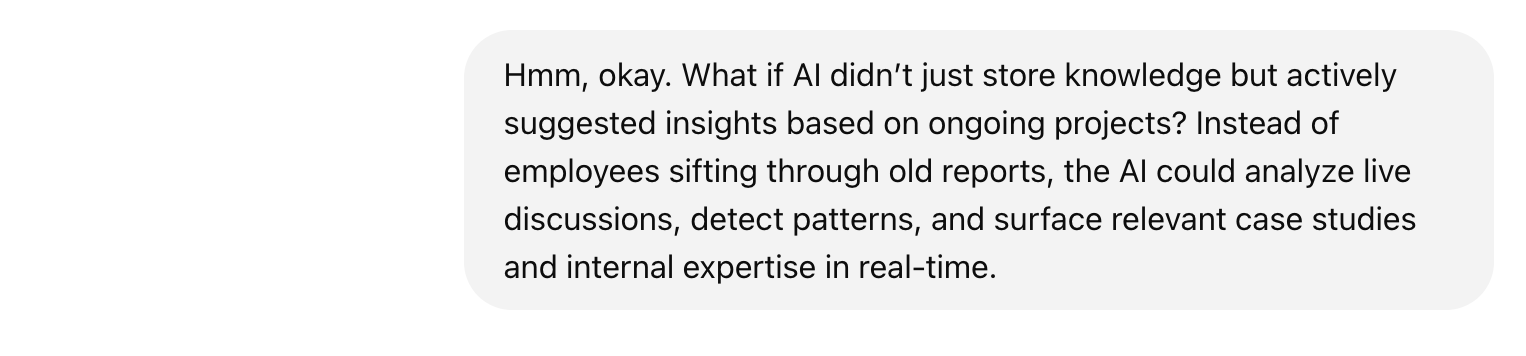 Hmm, okay. What if AI didn’t just store knowledge but actively
suggested insights based on ongoing projects? Instead of
employees sifting through old reports, the AI could analyze live
discussions, detect patterns, and surface relevant case studies
and internal expertise in real-time.